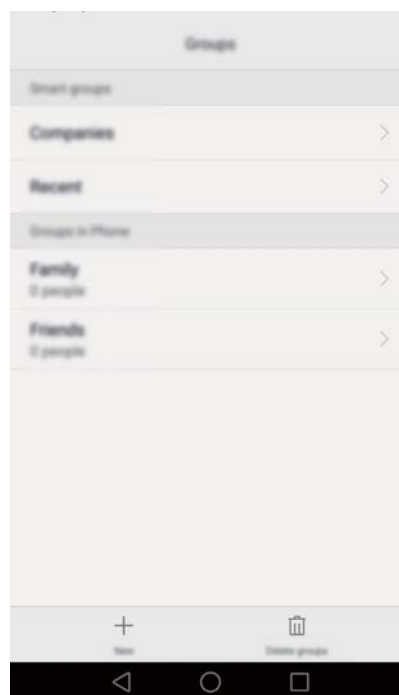 Groups
Smart groups
Companies
Recent
Groups in Phone
Family
0 people
Friends
0 people
New
Delete groups